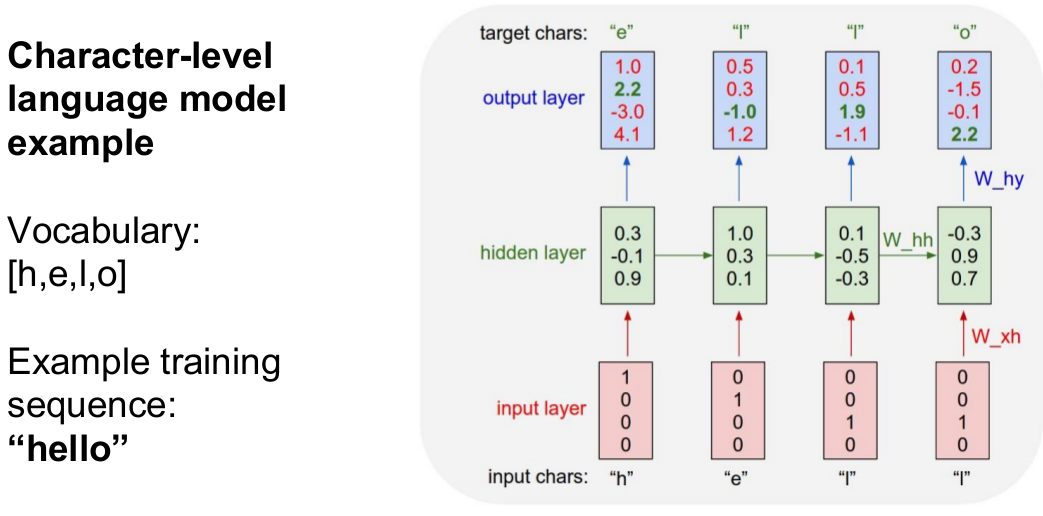 Character-level
language model
example
Vocabulary:
[h,e,l,o]
Example training
sequence:
“hello”
target chars: “e” “l” “l” “o”
output layer
1.0 0.5 0.1 0.2
2.2 0.3 0.5 -1.5
-3.0 -1.0 1.9 -0.1
4.1 1.2 -1.1 2.2
W_hy
hidden layer
0.3 1.0 0.1 -0.3
-0.1 0.3 -0.5 0.9
0.9 0.1 -0.3 0.7
W_hh
W_xh
input layer
1 0 0 0
0 1 0 0
0 0 1 1
0 0 0 0
input chars: “h” “e” “l” “l”